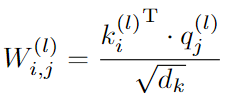 $W_{i,j}^{(l)} = \frac{{k_i^{(l)}}^{\mathrm{T}} \cdot q_j^{(l)}}{\sqrt{d_k}}$